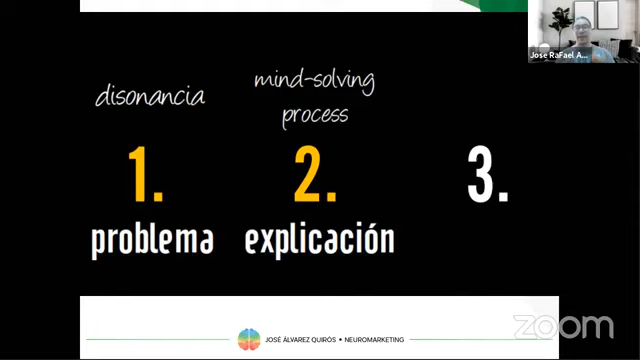 disonancia
mind-solving
process
1.
2.
3.
problema
explicación
Jose RaFael A...
JOSÉ ÁLVAREZ QUIRÓS • NEUROMARKETING
zoom